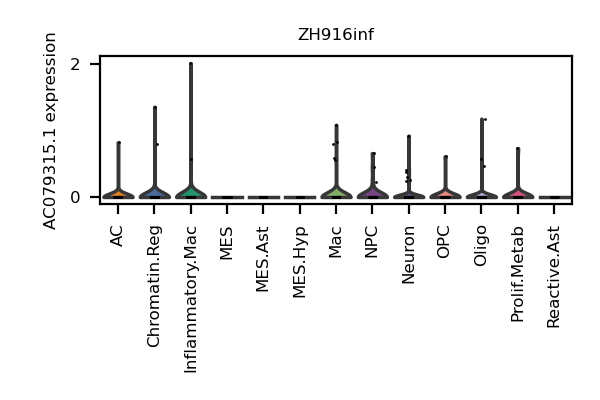 ZH916inf
AC079315.1 expression
2
0
AC
Chromatin.Reg
Inflammatory.Mac
MES
MES.Ast
MES.Hyp
Mac
NPC
Neuron
OPC
Oligo
Prolif.Metab
Reactive.Ast